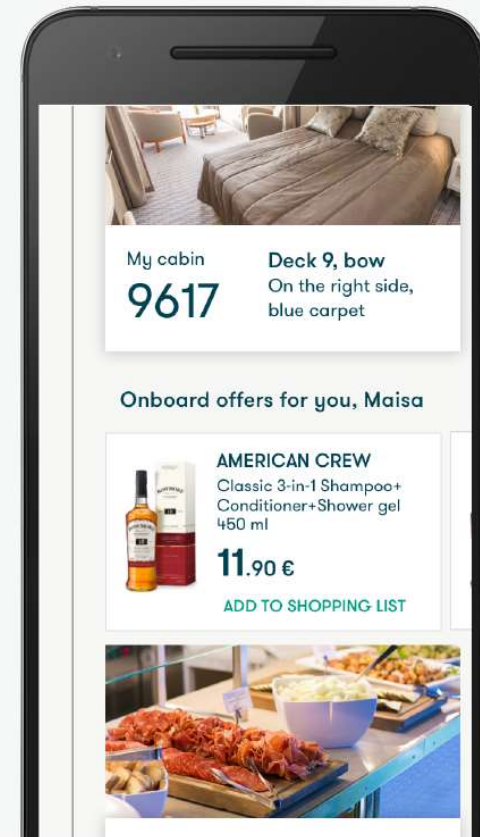 My cabin
9617
Deck 9, bow
On the right side,
blue carpet
Onboard offers for you, Maisa
AMERICAN CREW
Classic 3-in-1 Shampoo+
Conditioner+Shower gel
450 ml
11.90 €
ADD TO SHOPPING LIST